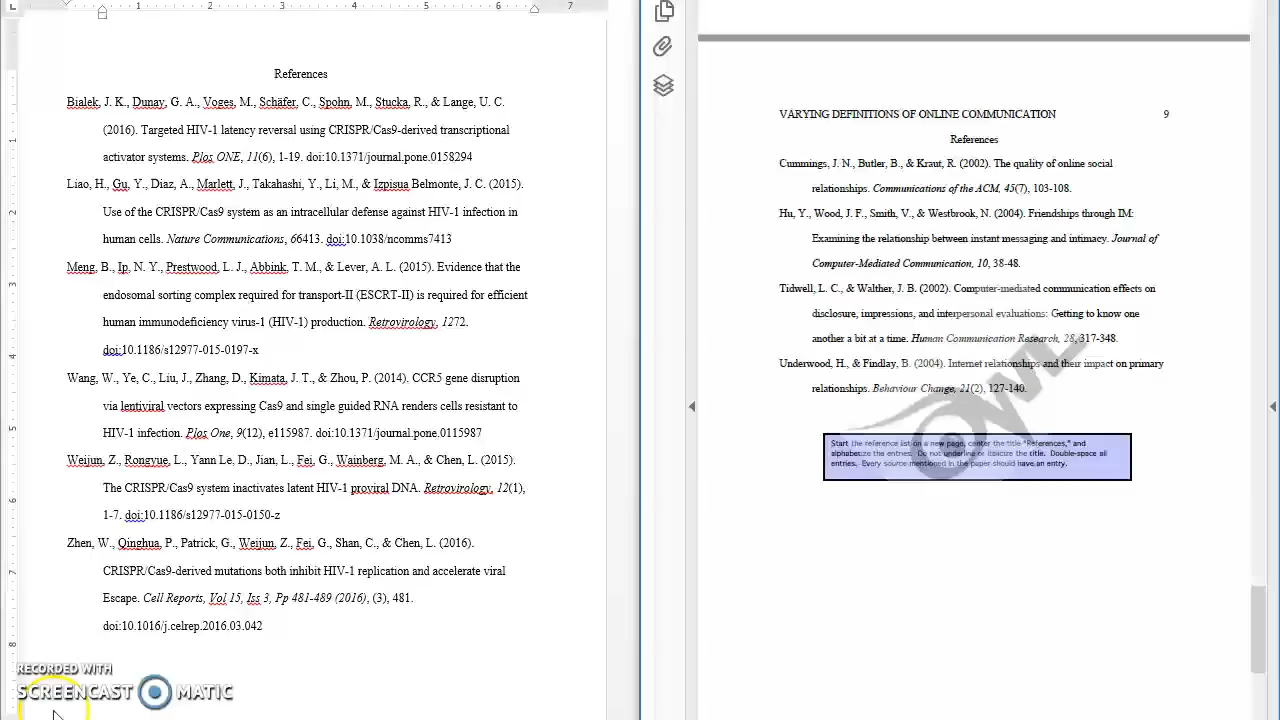 References
Bialek, J. K., Dunay, G. A., Voges, M., Schäfer, C., Spohn, M., Stucka, R., & Lange, U. C.
(2016). Targeted HIV-1 latency reversal using CRISPR/Cas9-derived transcriptional
activator systems. Plos ONE, 11(6), 1-19. doi:10.1371/journal.pone.0158294
Liao, H., Gu, Y., Diaz, A., Marlett, J., Takahashi, Y., Li, M., & Izpisua Belmonte, J. C. (2015).
Use of the CRISPR/Cas9 system as an intracellular defense against HIV-1 infection in
human cells. Nature Communications, 66413. doi:10.1038/ncomms7413
Meng, B., Ip, N. Y., Prestwood, L. J., Abbink, T. M., & Lever, A. L. (2015). Evidence that the
endosomal sorting complex required for transport-II (ESCRT-II) is required for efficient
human immunodeficiency virus-1 (HIV-1) production. Retrovirology, 1272.
doi:10.1186/s12977-015-0197-x
Wang, W., Ye, C., Liu, J., Zhang, D., Kimata, J. T., & Zhou, P. (2014). CCR5 gene disruption
via lentiviral vectors expressing Cas9 and single guided RNA renders cells resistant to
HIV-1 infection. Plos One, 9(12), e115987. doi:10.1371/journal.pone.0115987
Weijun, Z., Rongyue, L., Yann Le, D., Jialu, L., Fei, G., Wainberg, M. A., & Chen, L. (2015).
The CRISPR/Cas9 system inactivates latent HIV-1 proviral DNA. Retrovirology, 12(1),
1-7. doi:10.1186/s12977-015-0150-z
Zhen, W., Qinghua, P., Patrick, G., Weijun, Z., Fei, G., Shan, C., & Chen, L. (2016).
CRISPR/Cas9-derived mutations both inhibit HIV-1 replication and accelerate viral
Escape. Cell Reports, Vol 15, Iss 3, Pp 481-489 (2016), (3), 481.
doi:10.1016/j.celrep.2016.03.042
RECORDED WITH
SCREENCAST MATIC
VARYING DEFINITIONS OF ONLINE COMMUNICATION 9
References
Cummings, J. N., Butler, B., & Kraut, R. (2002). The quality of online social
relationships. Communications of the ACM, 45(7), 103-108.
Hu, Y., Wood, J. F., Smith, V., & Westbrook, N. (2004). Friendships through IM:
Examining the relationship between instant messaging and intimacy. Journal of
Computer-Mediated Communication, 10, 38-48.
Tidwell, L. C., & Walther, J. B. (2002). Computer-mediated communication effects on
disclosure, impressions, and interpersonal evaluations: Getting to know one
another a bit at a time. Human Communication Research, 28, 317-348.
Underwood, H., & Findlay, B. (2004). Internet relationships and their impact on primary
relationships. Behaviour Change, 21(2), 127-140.
Start the reference list on a new page, center the title "References," and
alphabetize the entries. Do not underline or italicize the title. Double-space all
entries. Every source mentioned in the paper should have an entry.
OWL